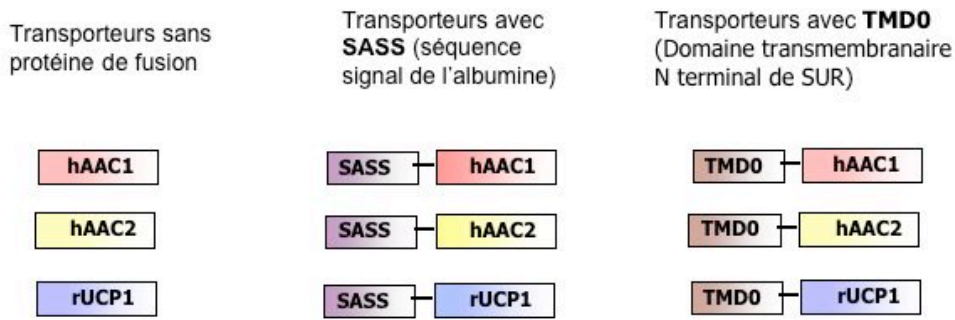 Transporteurs sans
protéine de fusion
Transporteurs avec
SASS (séquence
signal de l'albumine)
Transporteurs avec TMD0
(Domaine transmembranaire
N terminal de SUR)
hAAC1
SASS
hAAC1
TMD0
hAAC1
hAAC2
SASS
hAAC2
TMD0
hAAC2
rUCP1
SASS
rUCP1
TMD0
rUCP1